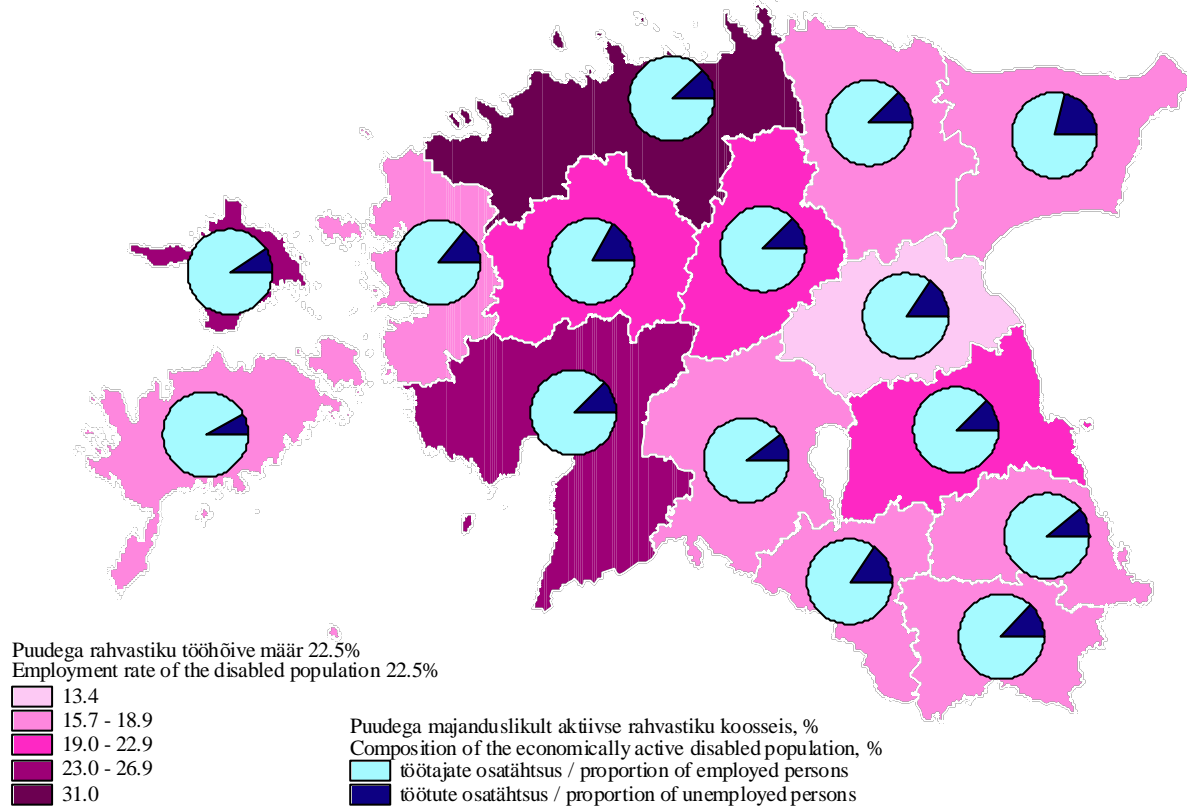 Puudega rahvastiku tööhõive määr 22.5%
Employment rate of the disabled population 22.5%
13.4
15.7 - 18.9
19.0 - 22.9
23.0 - 26.9
31.0
Puudega majanduslikult aktiivse rahvastiku koosseis, %
Composition of the economically active disabled population, %
töötajate osatähtsus / proportion of employed persons
töötute osatähtsus / proportion of unemployed persons